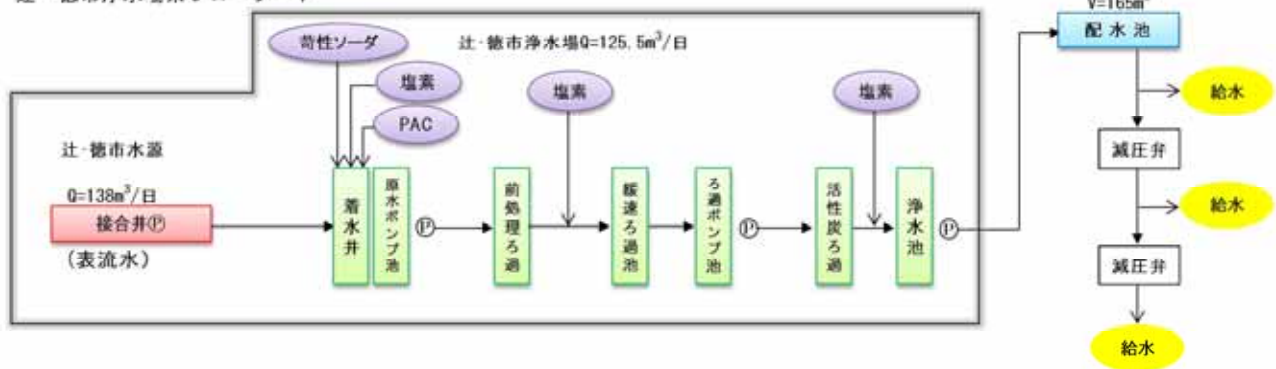 V=165m³
配水池
苛性ソーダ
辻・徳市浄水場Q=125.5m³/日
塩素
塩素
塩素
給水
PAC
辻・徳市水源
減圧弁
Q=138m³/日
接合井Ⓟ
(表流水)
着水井
原水ポンプ池
Ⓟ
前処理ろ過
緩速ろ過池
ろ過ポンプ池
Ⓟ
活性炭ろ過
浄水池
Ⓟ
給水
減圧弁
給水